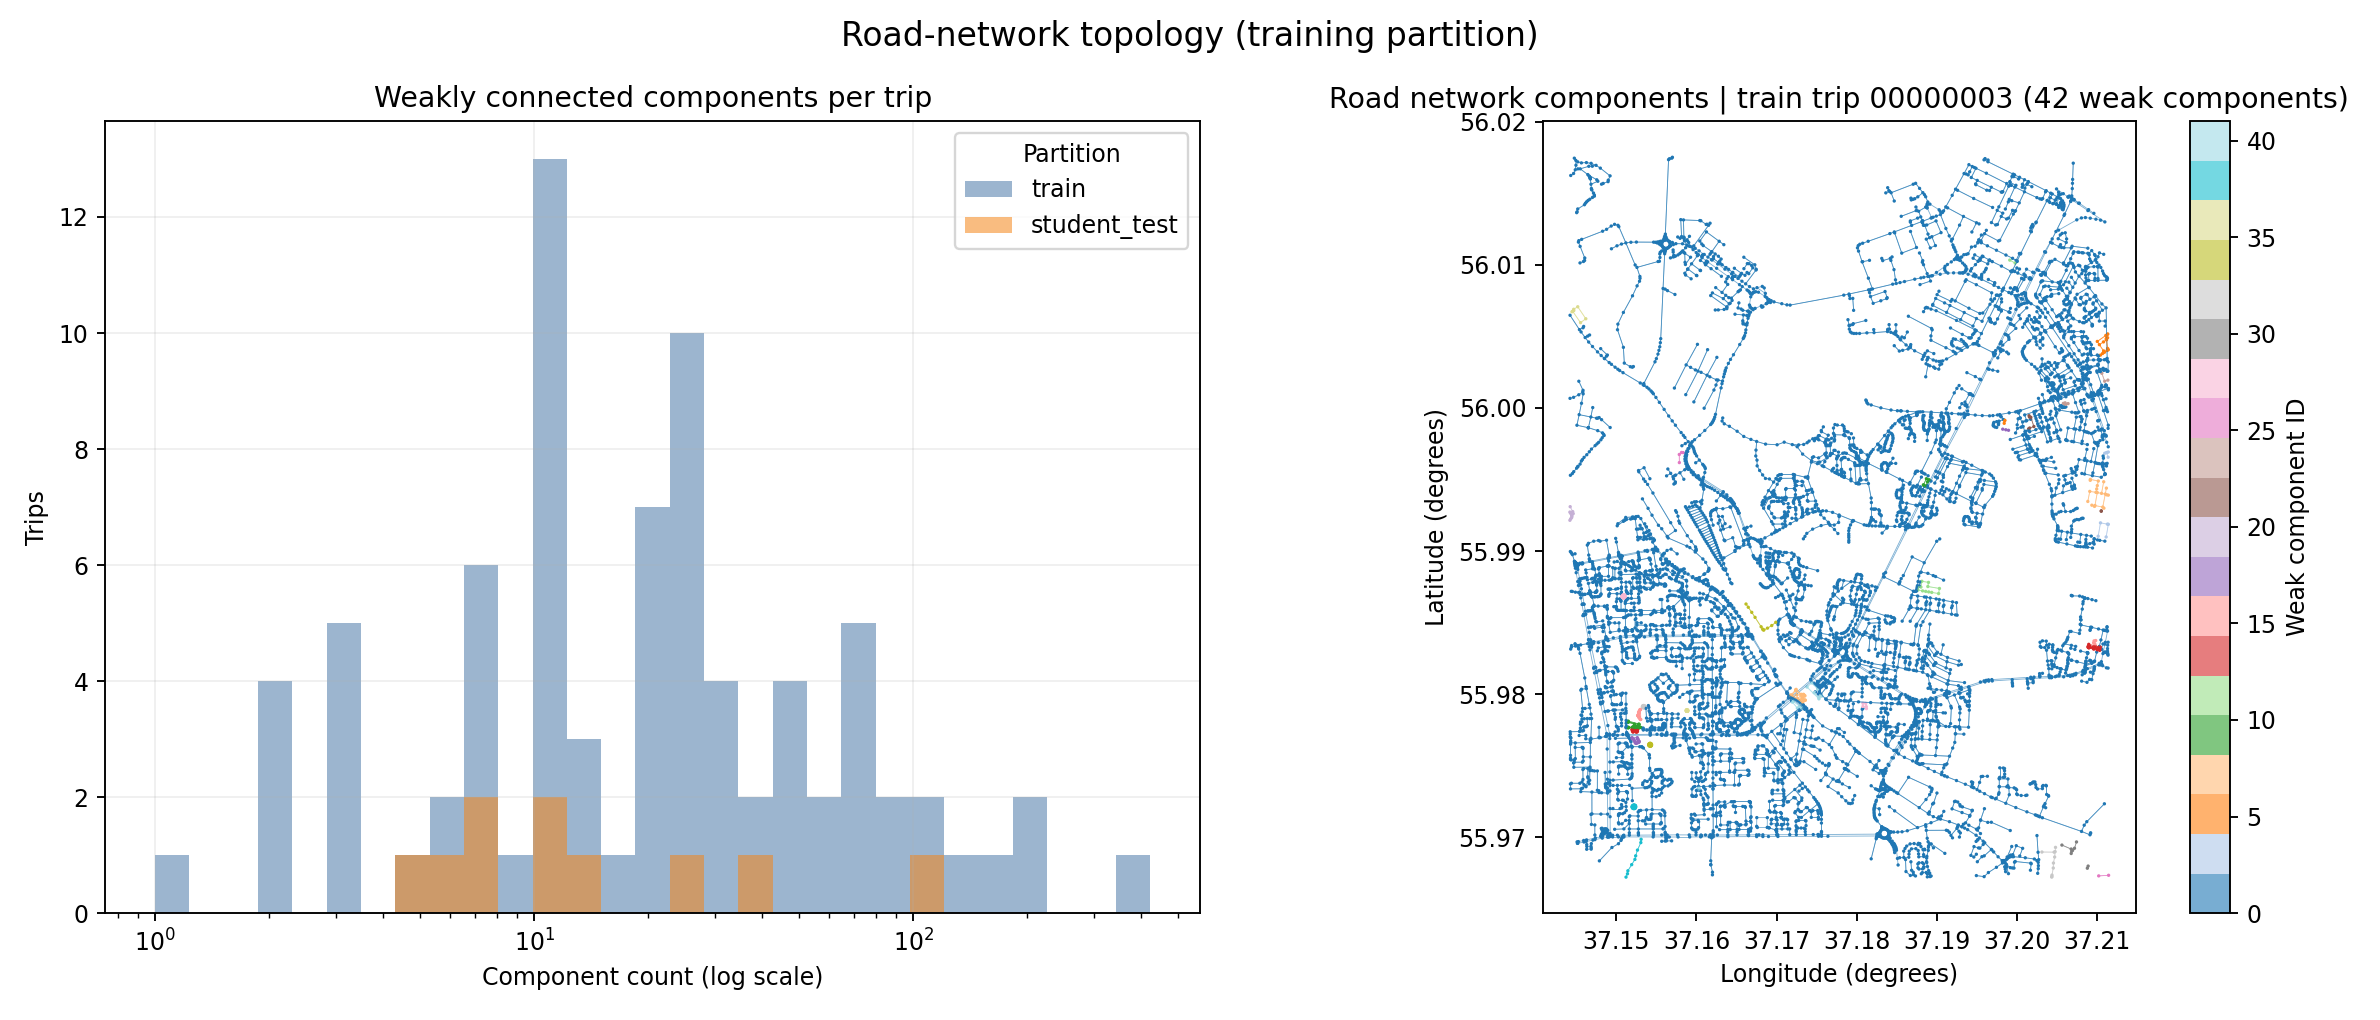 Road-network topology (training partition)
Weakly connected components per trip
Partition
train
student_test
12
10
8
6
4
2
0
Trips
10⁰
10¹
10²
Component count (log scale)
Road network components | train trip 00000003 (42 weak components)
56.02
56.01
56.00
55.99
55.98
55.97
Latitude (degrees)
37.15
37.16
37.17
37.18
37.19
37.20
37.21
Longitude (degrees)
40
35
30
25
20
15
10
5
0
Weak component ID